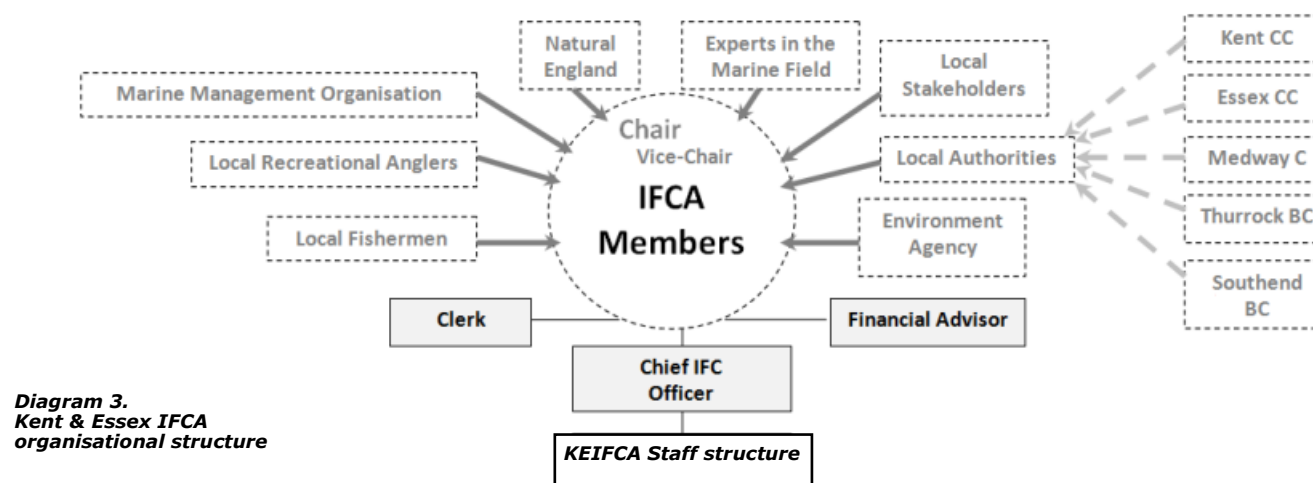 Natural
England
Experts in the
Marine Field
Local
Stakeholders
Kent CC
Marine Management Organisation
Essex CC
Chair
Vice-Chair
Local Recreational Anglers
Local Authorities
Medway C
IFCA
Members
Thurrock BC
Local Fishermen
Environment
Agency
Southend
BC
Clerk
Financial Advisor
Chief IFC
Officer
Diagram 3.
Kent & Essex IFCA
organisational structure
KEIFCA Staff structure